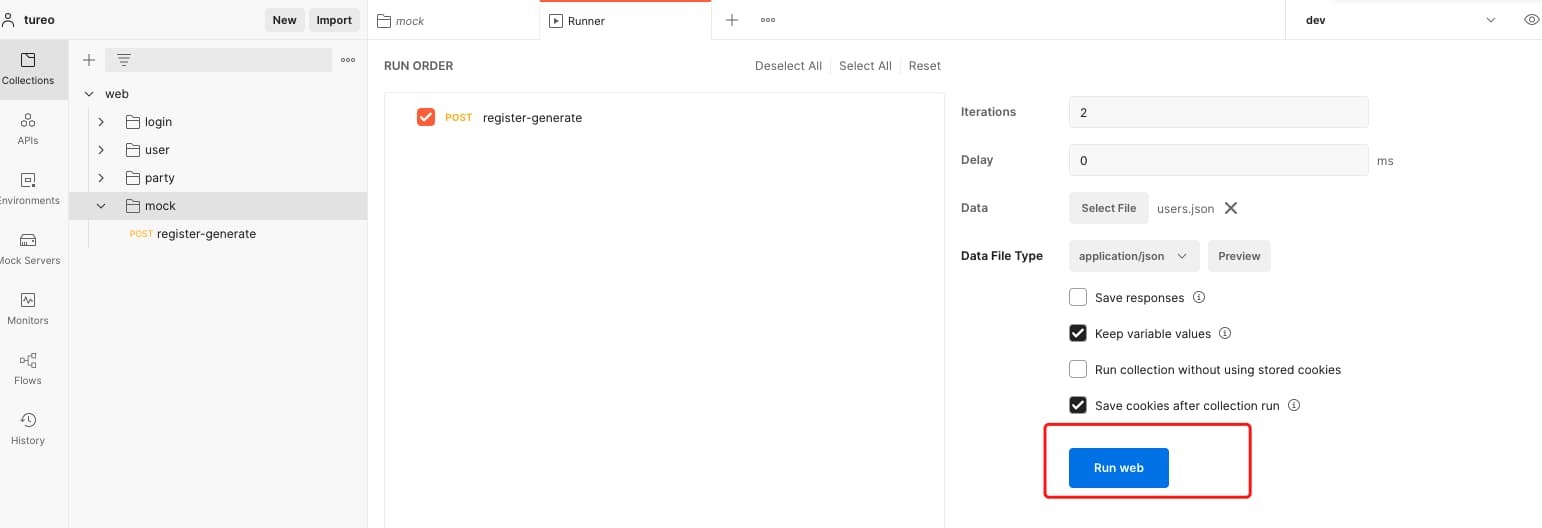 tureo New Import
mock
Runner
dev
Collections
APIs
Environments
Mock Servers
Monitors
Flows
History
web
login
user
party
mock
POST register-generate
RUN ORDER
Deselect All Select All Reset
POST register-generate
Iterations 2
Delay 0 ms
Data Select File users.json
Data File Type application/json Preview
Save responses
Keep variable values
Run collection without using stored cookies
Save cookies after collection run
Run web